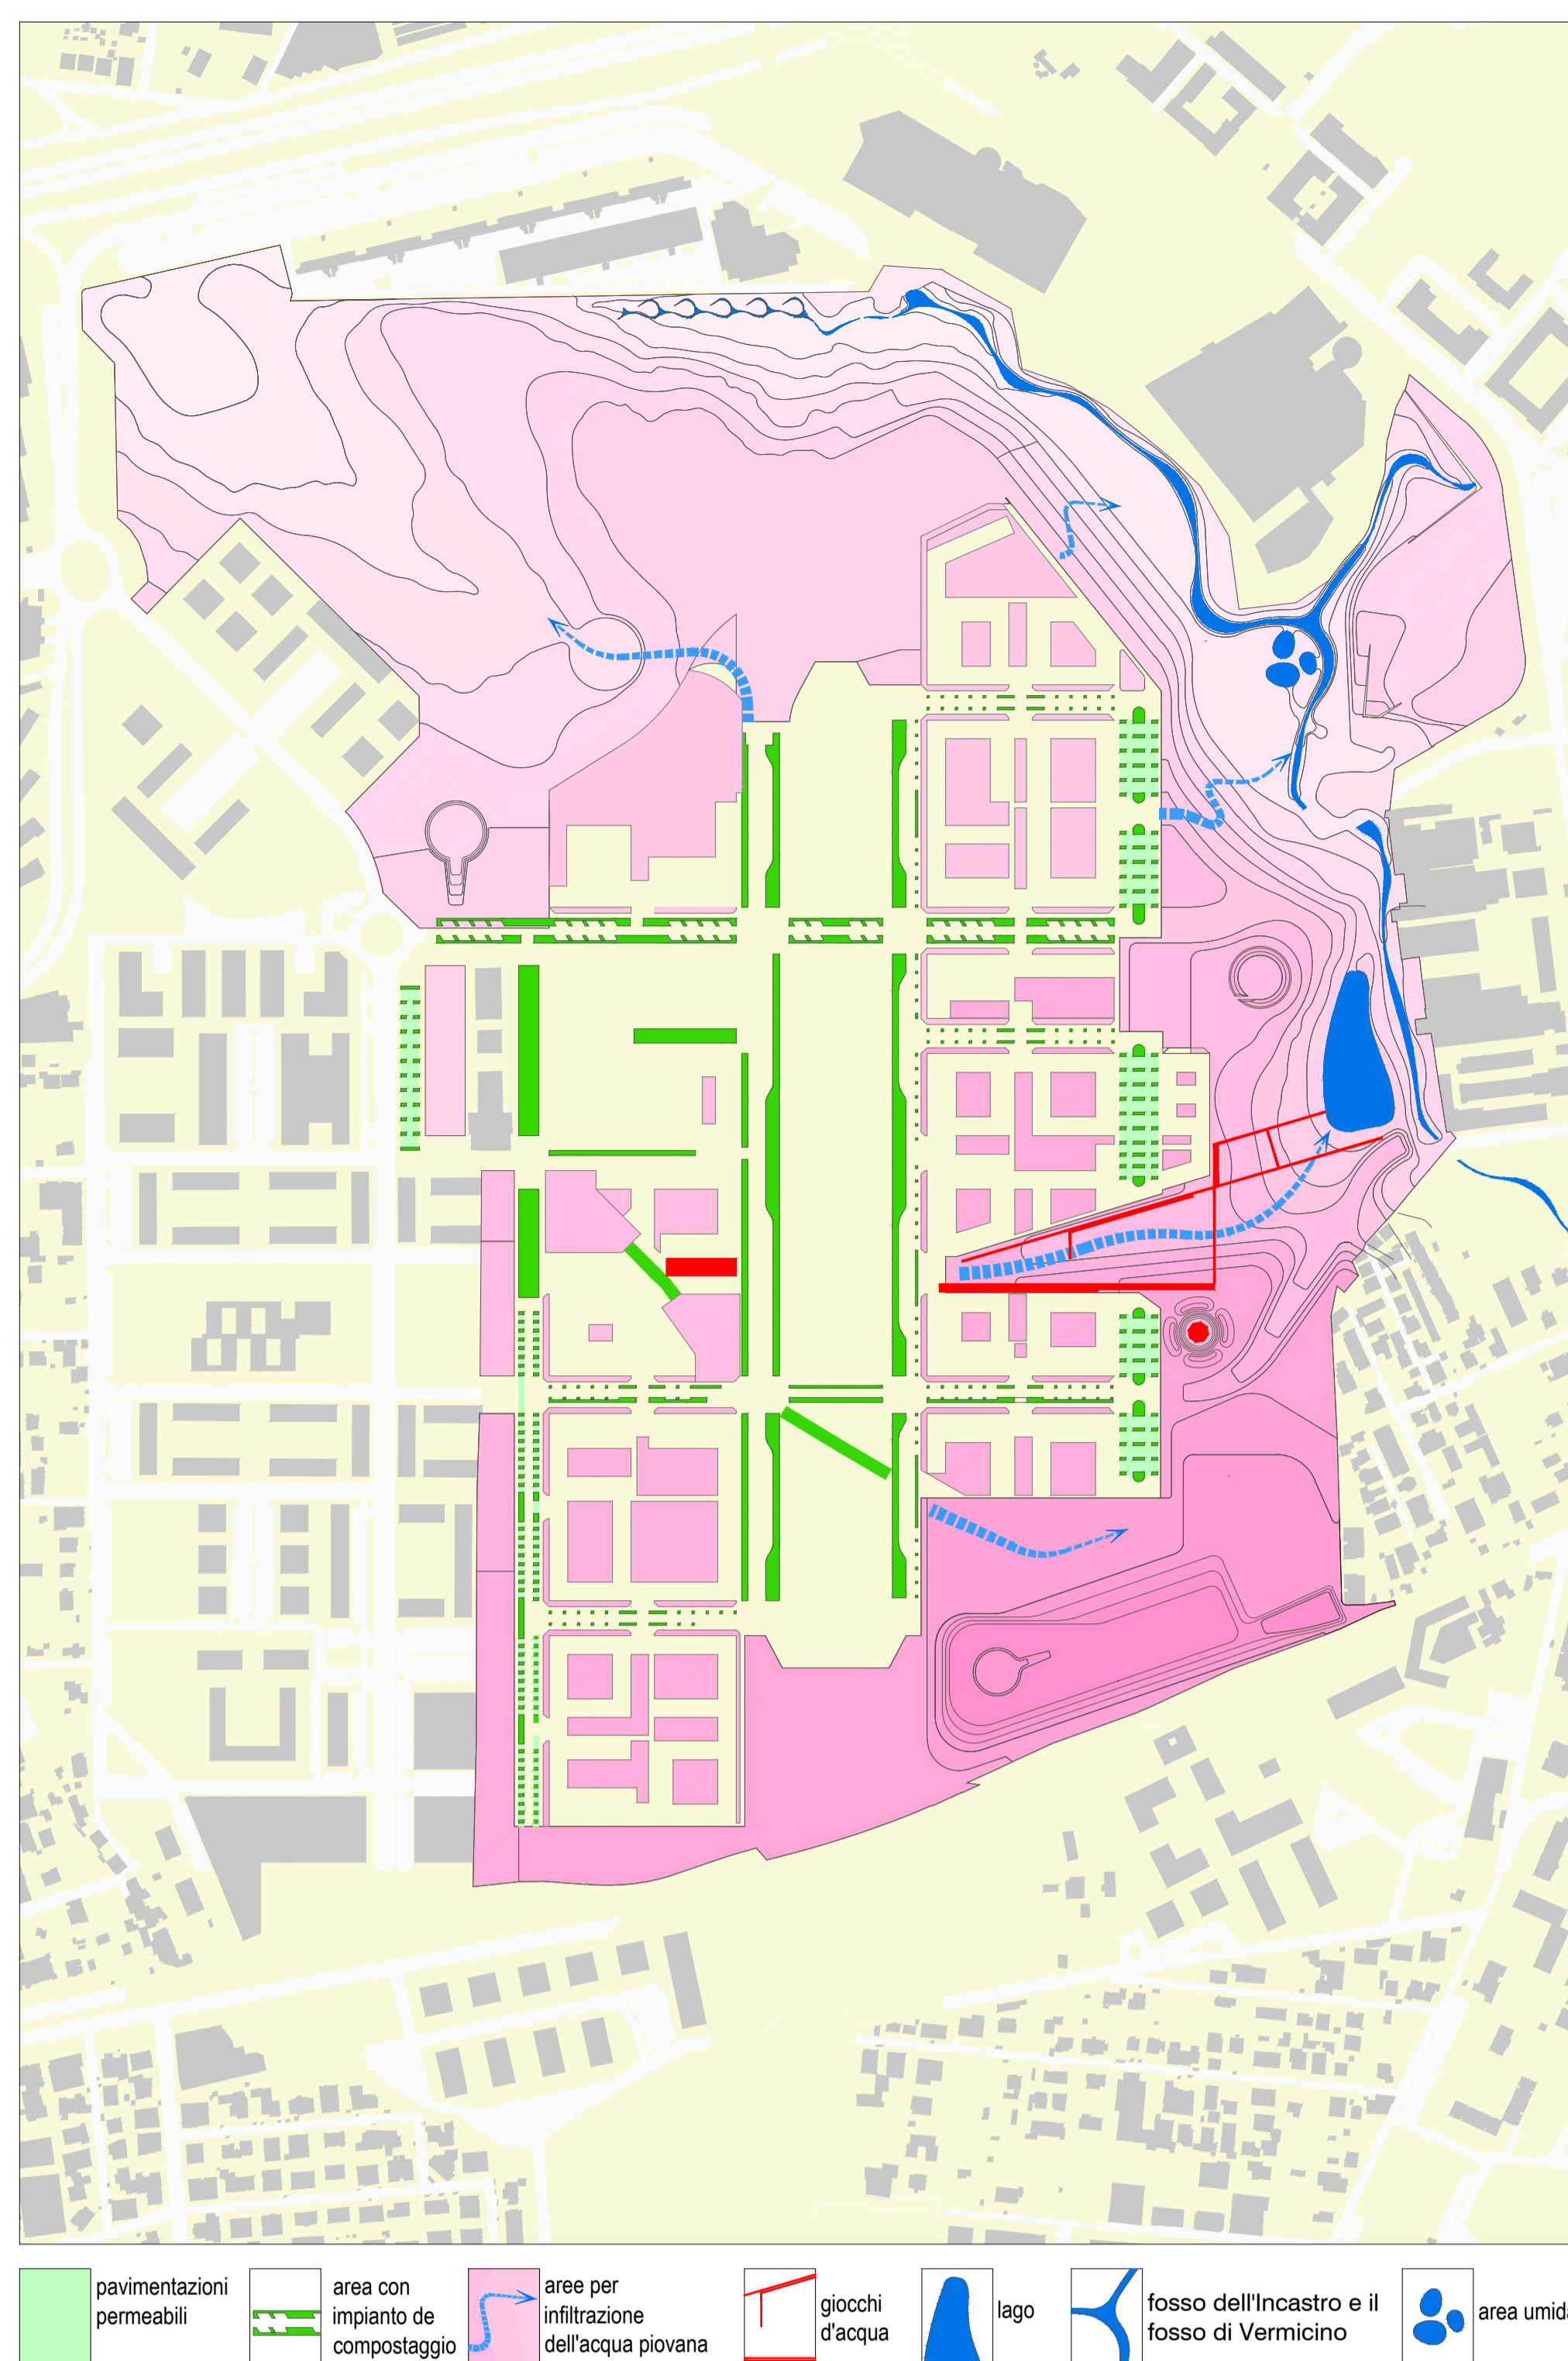 pavimentazioni
permeabili
area con
impianto de
compostaggio
aree per
infiltrazione
dell'acqua piovana
giocchi
d'acqua
lago
fosso dell'Incastro e il
fosso di Vermicino
area umida